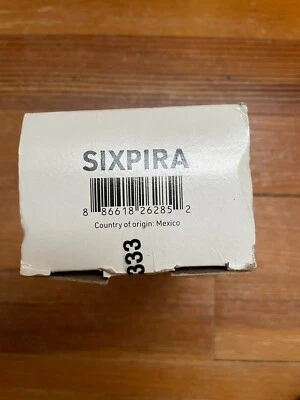 SIXPIRA
8 86618 26285 2
Country of origin: Mexico
333